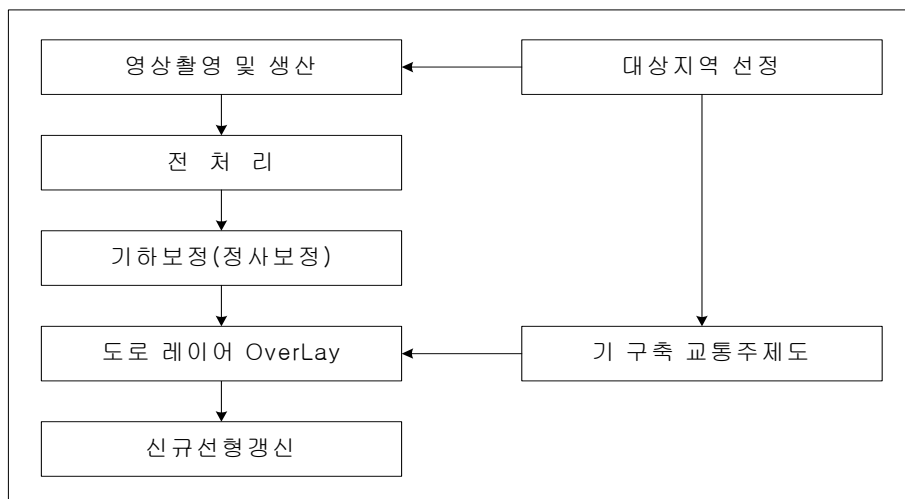 영상촬영 및 생산
대상지역 선정
전 처 리
기하보정(정사보정)
도로 레이어 OverLay
기 구축 교통주제도
신규선형갱신